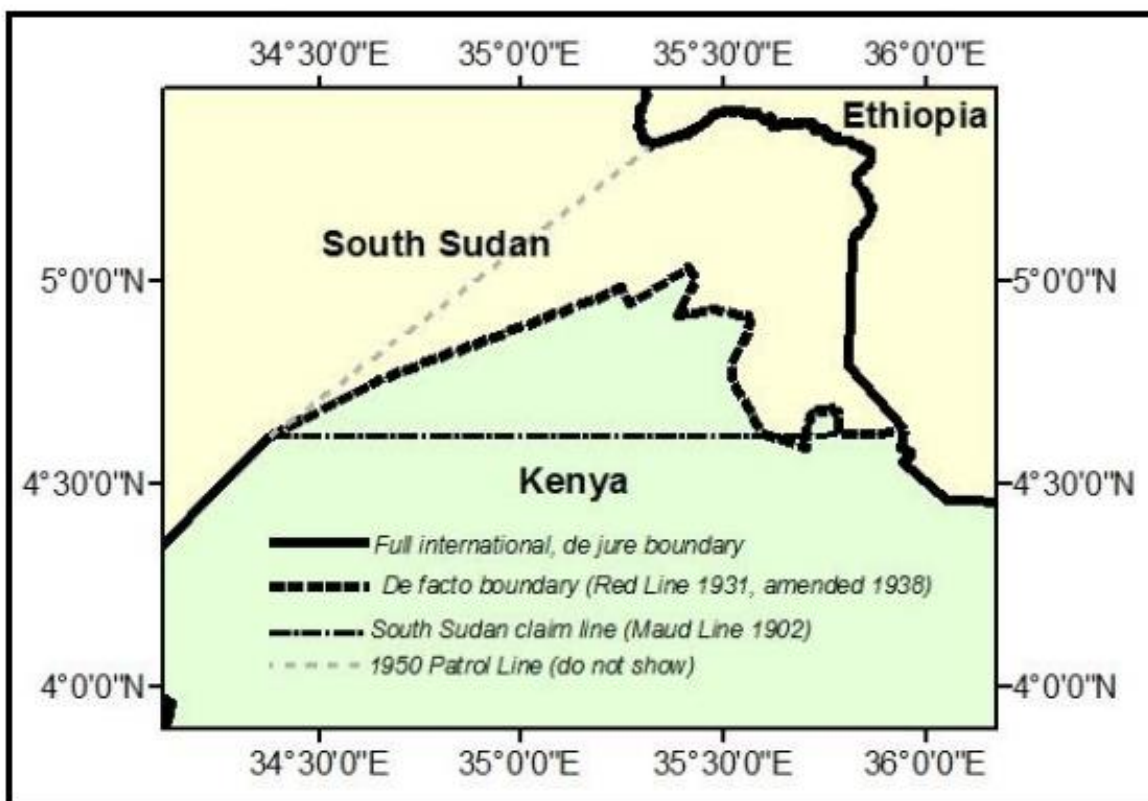 34°30'0"E 35°0'0"E 35°30'0"E 36°0'0"E
Ethiopia
South Sudan
5°0'0"N 5°0'0"N
4°30'0"N 4°30'0"N
Kenya
Full international, de jure boundary
De facto boundary (Red Line 1931, amended 1938)
South Sudan claim line (Maud Line 1902)
1950 Patrol Line (do not show)
4°0'0"N 4°0'0"N
34°30'0"E 35°0'0"E 35°30'0"E 36°0'0"E